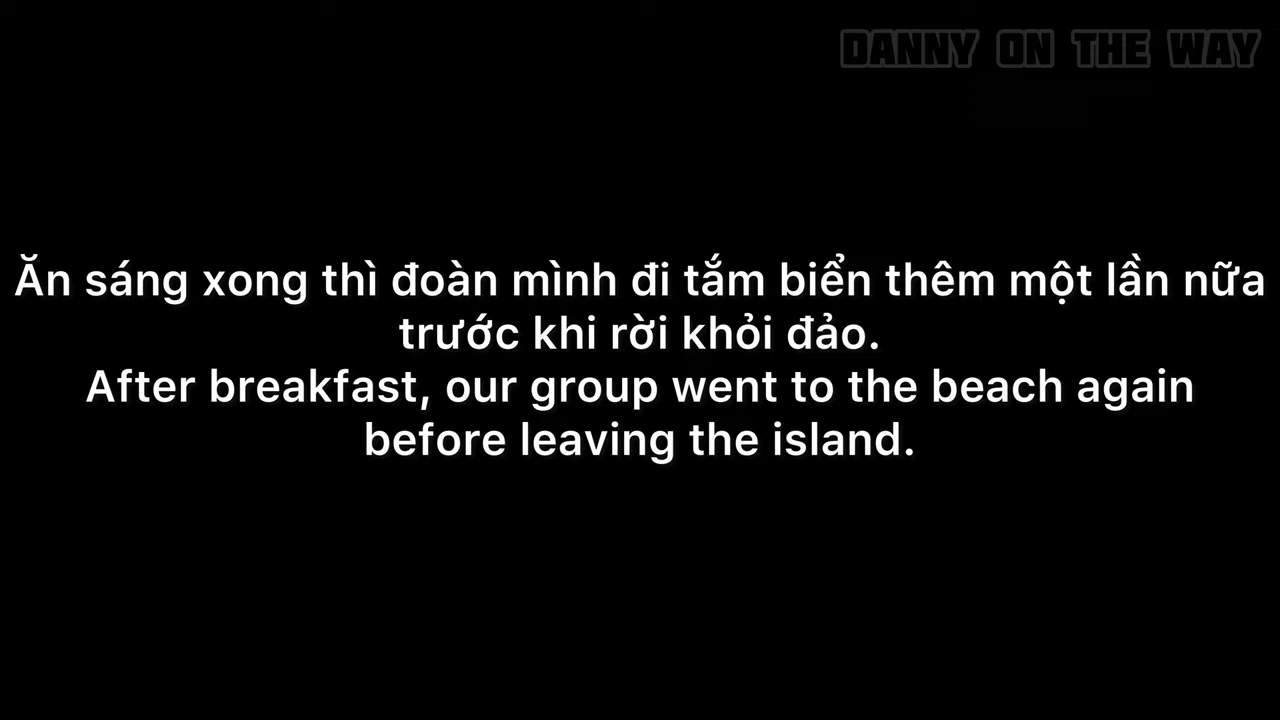 DANNY ON THE WAY
Ăn sáng xong thì đoàn mình đi tắm biển thêm một lần nữa
trước khi rời khỏi đảo.
After breakfast, our group went to the beach again
before leaving the island.